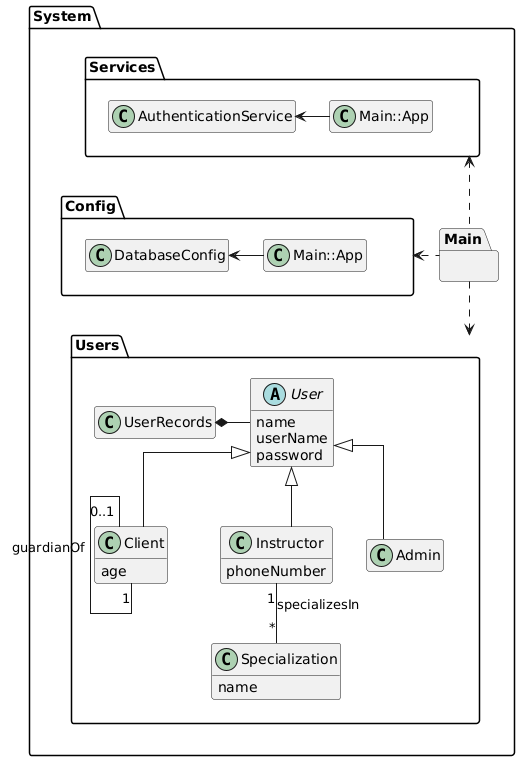 System
Services
C AuthenticationService
C Main::App
Config
C DatabaseConfig
C Main::App
Main
Users
A User
name
userName
password
C UserRecords
0..1
guardianOf
C Client
age
1
C Instructor
phoneNumber
C Admin
1
specializesIn
*
C Specialization
name